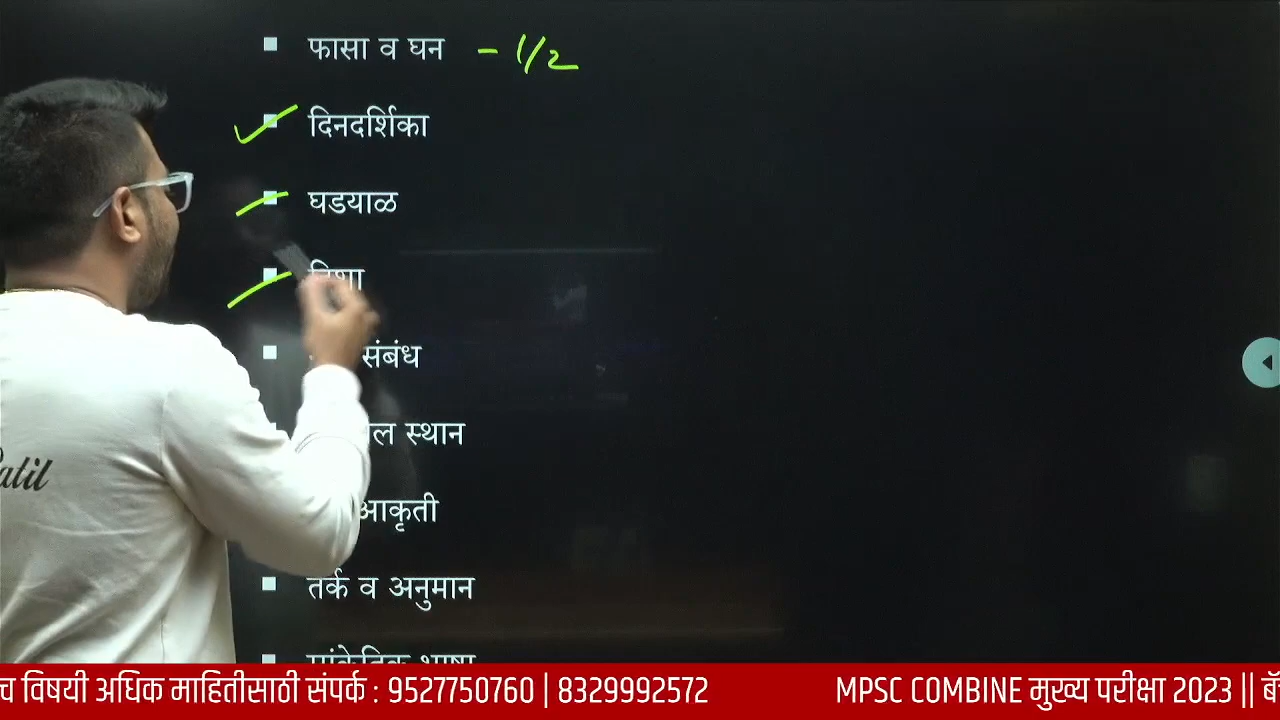 फासा व घन - 1/2
दिनदर्शिका
घडयाळ
दिशा
संबंध
स्थान
आकृती
तर्क व अनुमान
सांकेतिक भाषा
विषयी अधिक माहितीसाठी संपर्क : 9527750760 | 8329992572 MPSC COMBINE मुख्य परीक्षा 2023 ||